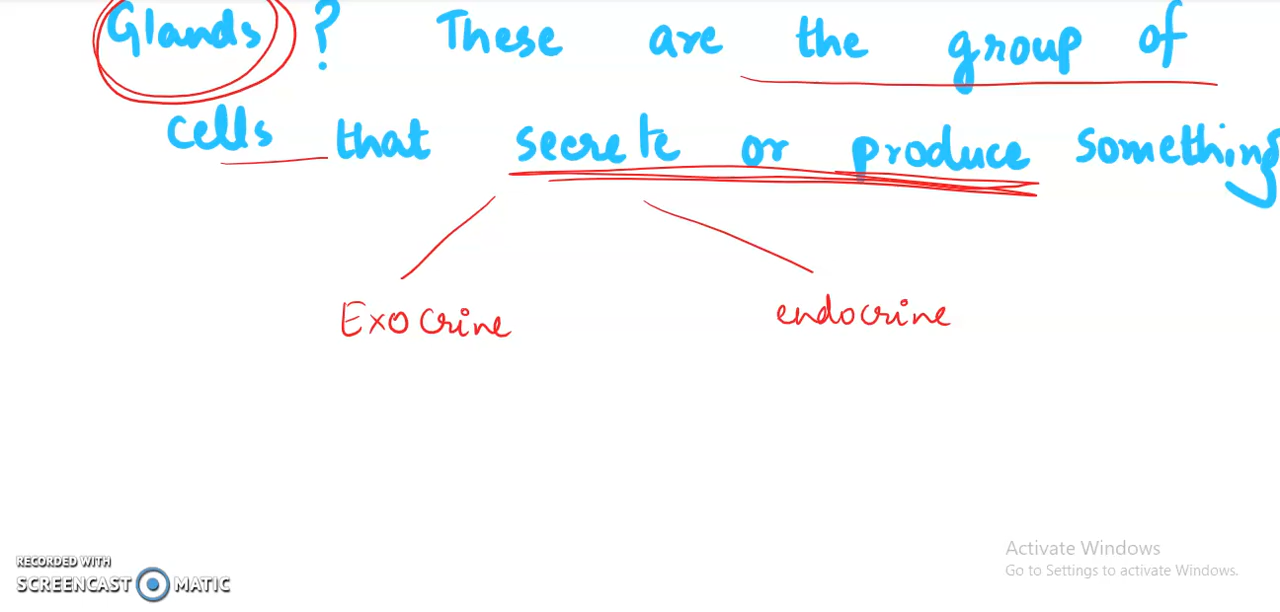 Glands ? These are the group of
cells that secrete or produce something
Exocrine endocrine
Activate Windows
Go to Settings to activate Windows.
RECORDED WITH
SCREENCAST MATIC